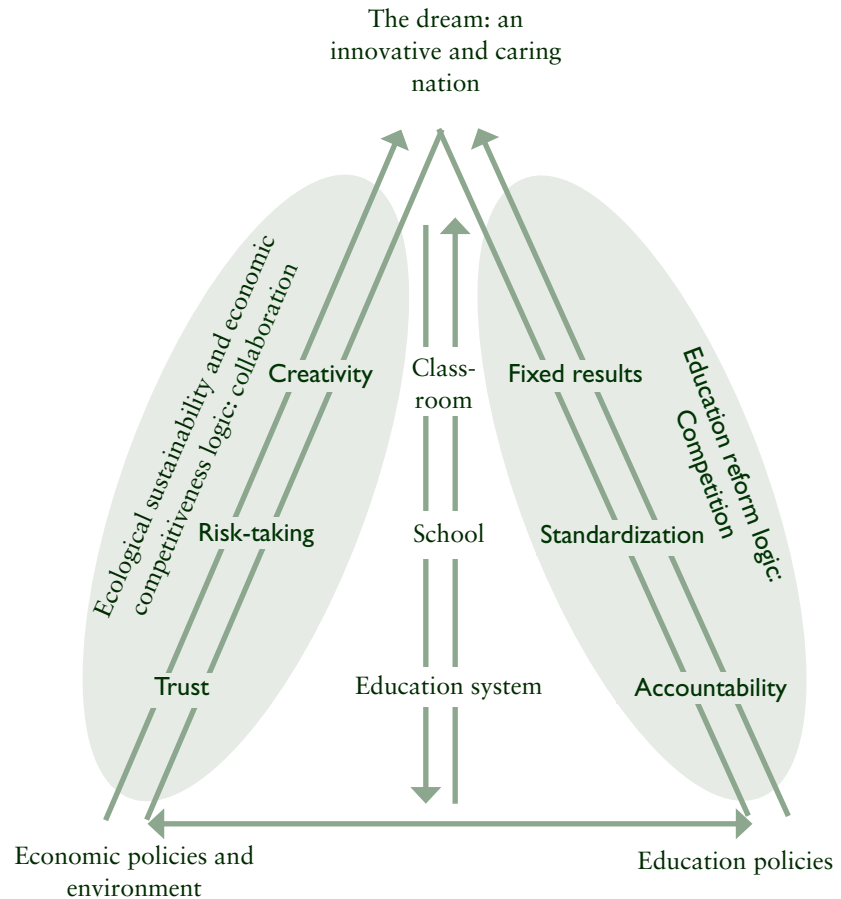 The dream: an
innovative and caring
nation
Ecological sustainability and economic
competitiveness logic: collaboration
Creativity
Class-
room
Fixed results
Education reform logic:
Competition
Risk-taking
School
Standardization
Trust
Education system
Accountability
Economic policies and
environment
Education policies